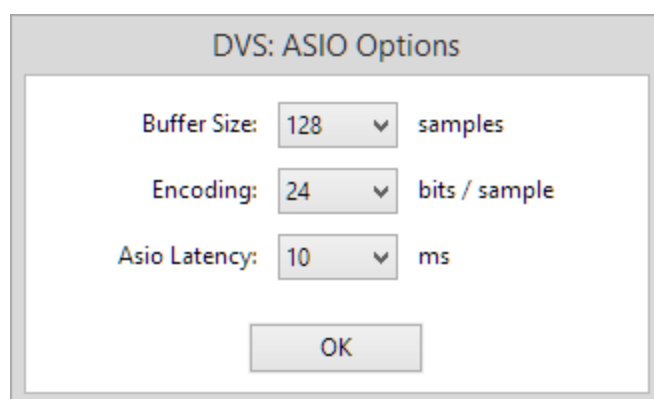 DVS: ASIO Options
Buffer Size: 128 samples
Encoding: 24 bits / sample
Asio Latency: 10 ms
OK